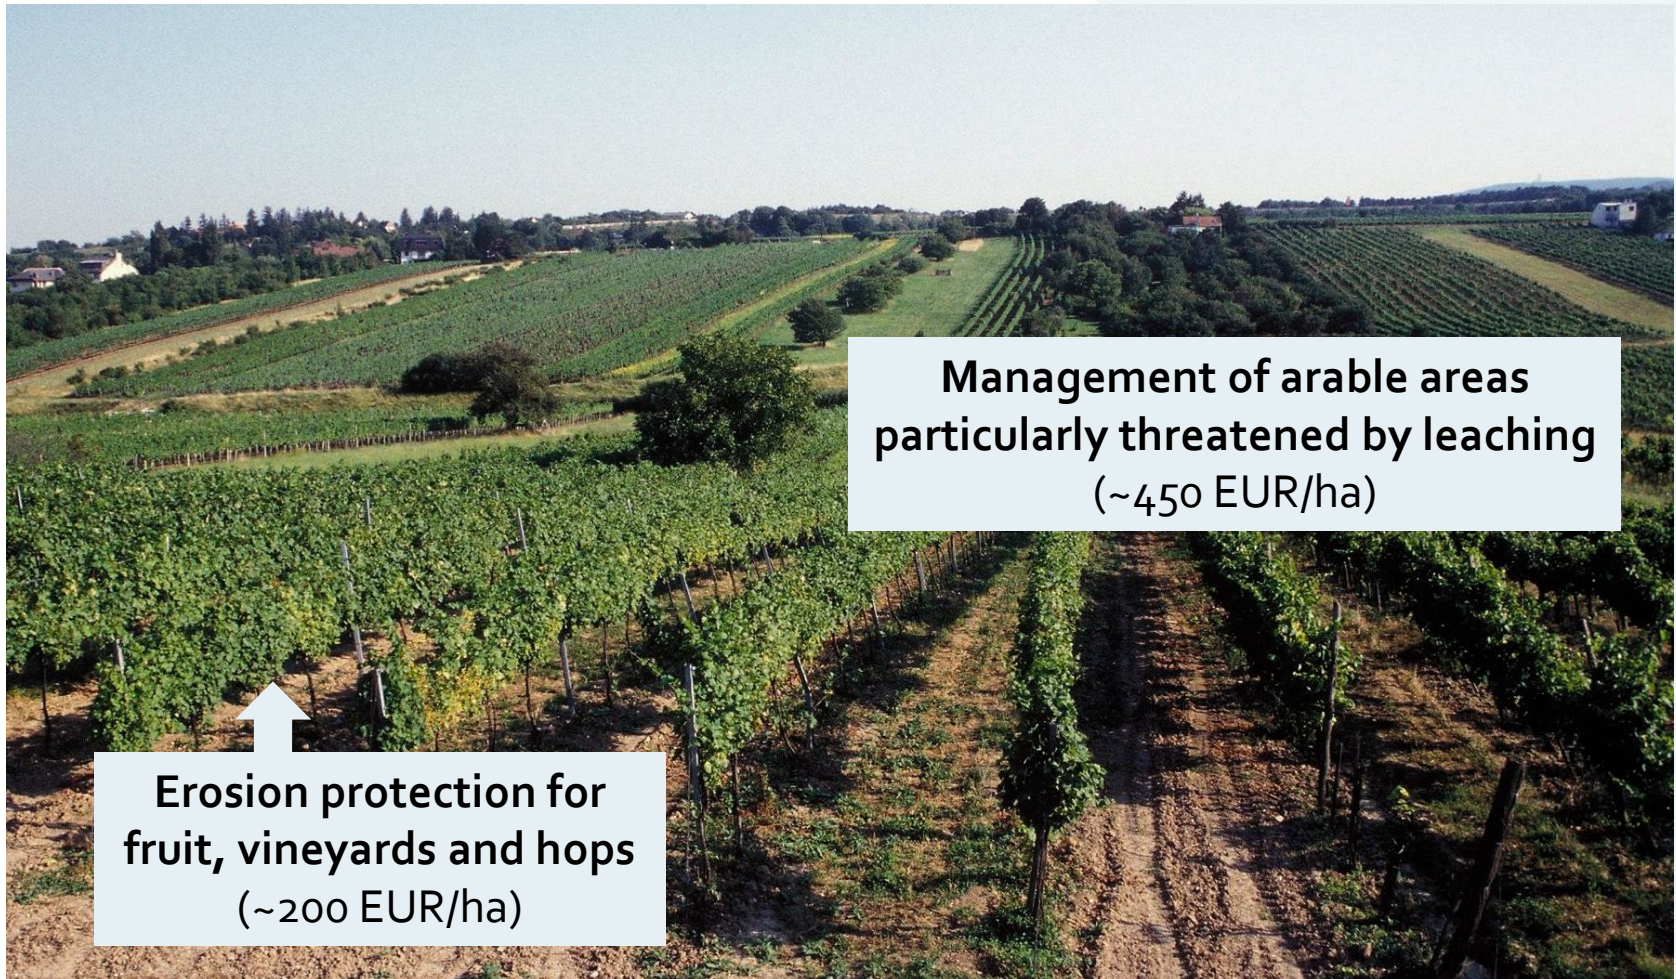 Management of arable areas
particularly threatened by leaching
(~450 EUR/ha)
Erosion protection for
fruit, vineyards and hops
(~200 EUR/ha)